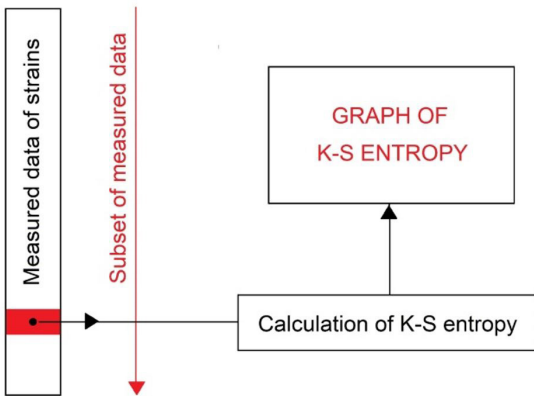 Measured data of strains
Subset of measured data
GRAPH OF
K-S ENTROPY
Calculation of K-S entropy